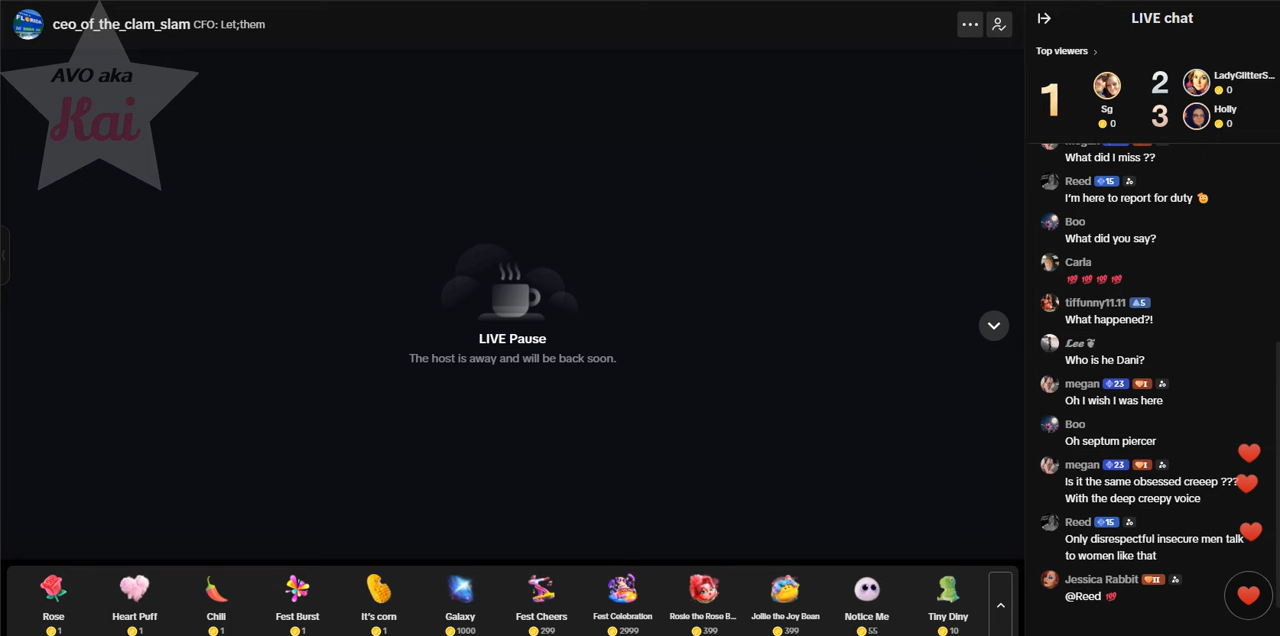 ceo_of_the_clam_slam CFO: Let;them
FLORIDA
AVO aka
Kai
LIVE Pause
The host is away and will be back soon.
Rose
1
Heart Puff
1
Chili
1
Fest Burst
1
It's corn
1
Galaxy
1000
Fest Cheers
299
Fest Celebration
2999
Rosie the Rose B...
399
Jollie the Joy Bean
399
Notice Me
55
Tiny Diny
10
LIVE chat
Top viewers
1
Sg
0
2
LadyGlitterS...
0
3
Holly
0
megan
What did I miss ??
Reed 15
I'm here to report for duty 🫡
Boo
What did you say?
Carla
💯 💯 💯 💯
tiffunny11.11 5
What happened?!
𝓛𝓮𝓮
Who is he Dani?
megan 23 I
Oh I wish I was here
Boo
Oh septum piercer
megan 23 I
Is it the same obsessed creeep ???
With the deep creepy voice
Reed 15
Only disrespectful insecure men talk
to women like that
Jessica Rabbit II
@Reed 💯